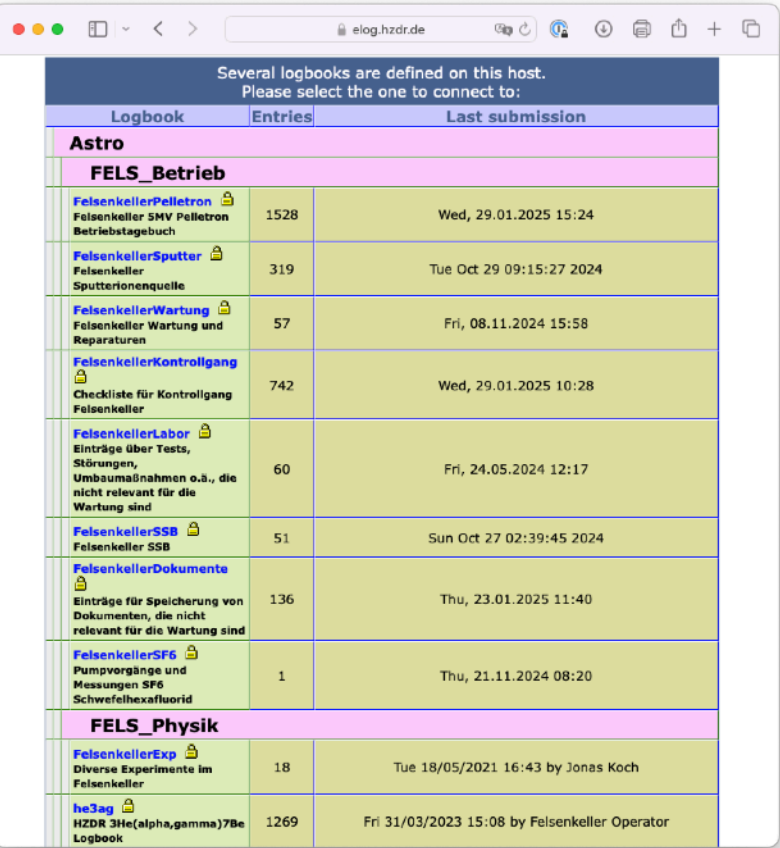 elog.hzdr.de
Several logbooks are defined on this host.
Please select the one to connect to:
Logbook Entries Last submission
Astro
FELS_Betrieb
FelsenkellerPelletron
Felsenkeller 5MV Pelletron
Betriebstagebuch
1528
Wed, 29.01.2025 15:24
FelsenkellerSputter
Felsenkeller
Sputterionenquelle
319
Tue Oct 29 09:15:27 2024
FelsenkellerWartung
Felsenkeller Wartung und
Reparaturen
57
Fri, 08.11.2024 15:58
FelsenkellerKontrollgang
Checkliste für Kontrollgang
Felsenkeller
742
Wed, 29.01.2025 10:28
FelsenkellerLabor
Einträge über Tests,
Störungen,
Umbaumaßnahmen o.ä., die
nicht relevant für die
Wartung sind
60
Fri, 24.05.2024 12:17
FelsenkellerSSB
Felsenkeller SSB
51
Sun Oct 27 02:39:45 2024
FelsenkellerDokumente
Einträge für Speicherung von
Dokumenten, die nicht
relevant für die Wartung sind
136
Thu, 23.01.2025 11:40
FelsenkellerSF6
Pumpvorgänge und
Messungen SF6
Schwefelhexafluorid
1
Thu, 21.11.2024 08:20
FELS_Physik
FelsenkellerExp
Diverse Experimente im
Felsenkeller
18
Tue 18/05/2021 16:43 by Jonas Koch
he3ag
HZDR 3He(alpha,gamma)7Be
Logbook
1269
Fri 31/03/2023 15:08 by Felsenkeller Operator